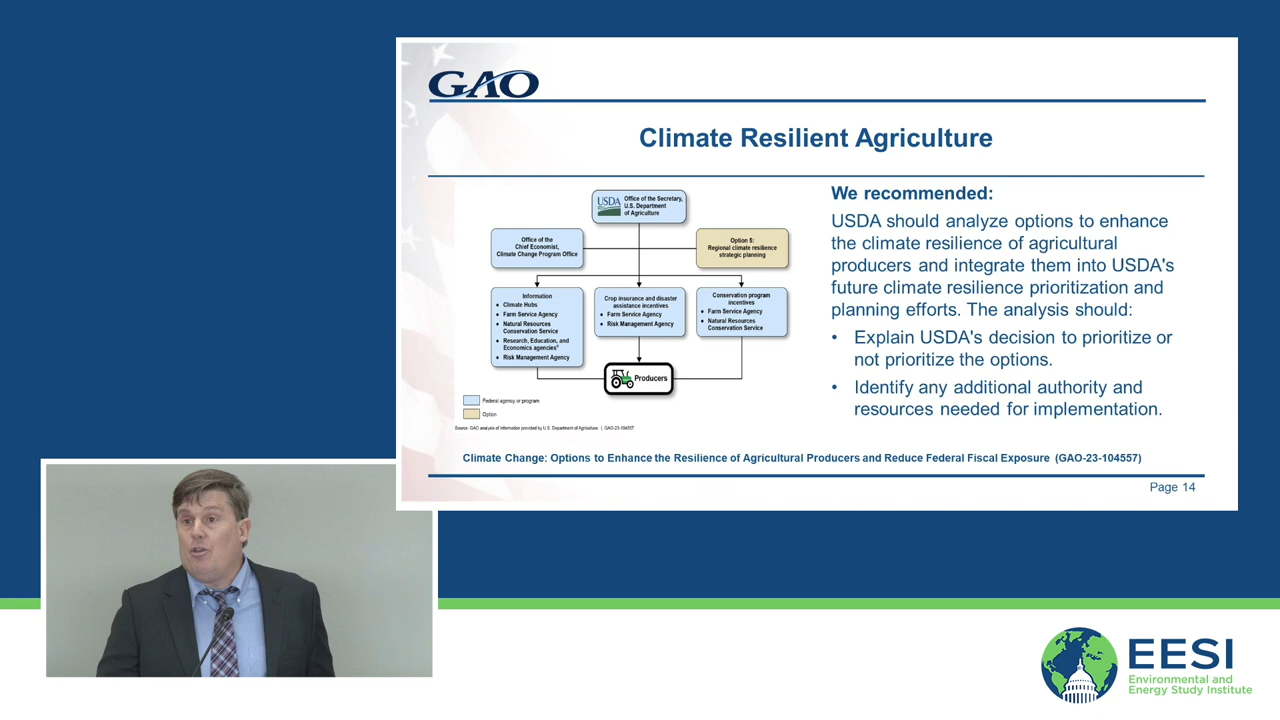 GAO
Climate Resilient Agriculture
USDA
Office of the Secretary,
U.S. Department
of Agriculture
Office of the
Chief Economist,
Climate Change Program Office
Option 5:
Regional climate resilience
strategic planning
Information
♦ Climate Hubs
♦ Farm Service Agency
♦ Natural Resources
Conservation Service
♦ Research, Education, and
Economics agenciesª
♦ Risk Management Agency
Crop insurance and disaster
assistance incentives
♦ Farm Service Agency
♦ Risk Management Agency
Conservation program
incentives
♦ Farm Service Agency
♦ Natural Resources
Conservation Service
Producers
Federal agency or program
Option
Source: GAO analysis of information provided by U.S. Department of Agriculture. | GAO-23-104557
We recommended:
USDA should analyze options to enhance
the climate resilience of agricultural
producers and integrate them into USDA's
future climate resilience prioritization and
planning efforts. The analysis should:
• Explain USDA's decision to prioritize or
not prioritize the options.
• Identify any additional authority and
resources needed for implementation.
Climate Change: Options to Enhance the Resilience of Agricultural Producers and Reduce Federal Fiscal Exposure (GAO-23-104557)
Page 14
EESI
Environmental and
Energy Study Institute